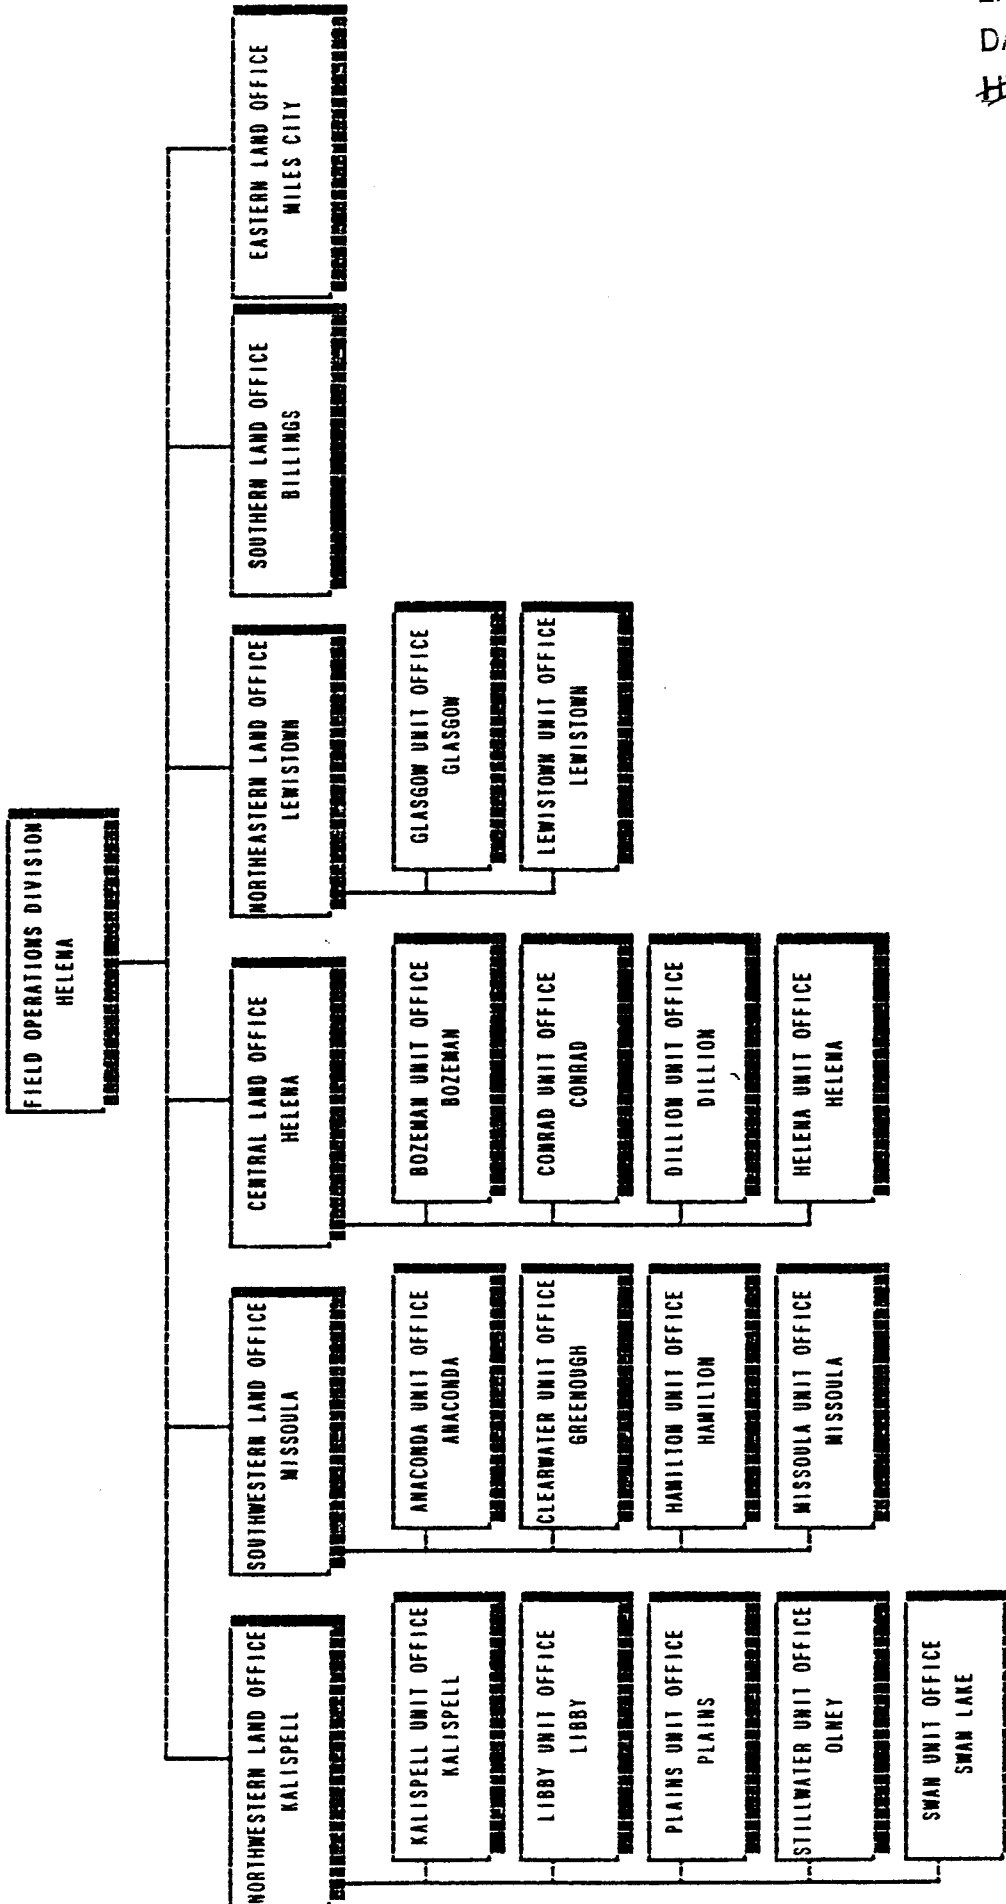 FIELD OPERATIONS DIVISION
HELENA
NORTHWESTERN LAND OFFICE
KALISPELL
KALISPELL UNIT OFFICE
KALISPELL
LIBBY UNIT OFFICE
LIBBY
PLAINS UNIT OFFICE
PLAINS
STILLWATER UNIT OFFICE
OLNEY
SWAN UNIT OFFICE
SWAN LAKE
SOUTHWESTERN LAND OFFICE
MISSOULA
ANACONDA UNIT OFFICE
ANACONDA
CLEARWATER UNIT OFFICE
GREENOUGH
HAMILTON UNIT OFFICE
HAMILTON
MISSOULA UNIT OFFICE
MISSOULA
CENTRAL LAND OFFICE
HELENA
BOZEMAN UNIT OFFICE
BOZEMAN
CONRAD UNIT OFFICE
CONRAD
DILLION UNIT OFFICE
DILLION
HELENA UNIT OFFICE
HELENA
NORTHEASTERN LAND OFFICE
LEWISTOWN
GLASGOW UNIT OFFICE
GLASGOW
LEWISTOWN UNIT OFFICE
LEWISTOWN
SOUTHERN LAND OFFICE
BILLINGS
EASTERN LAND OFFICE
MILES CITY